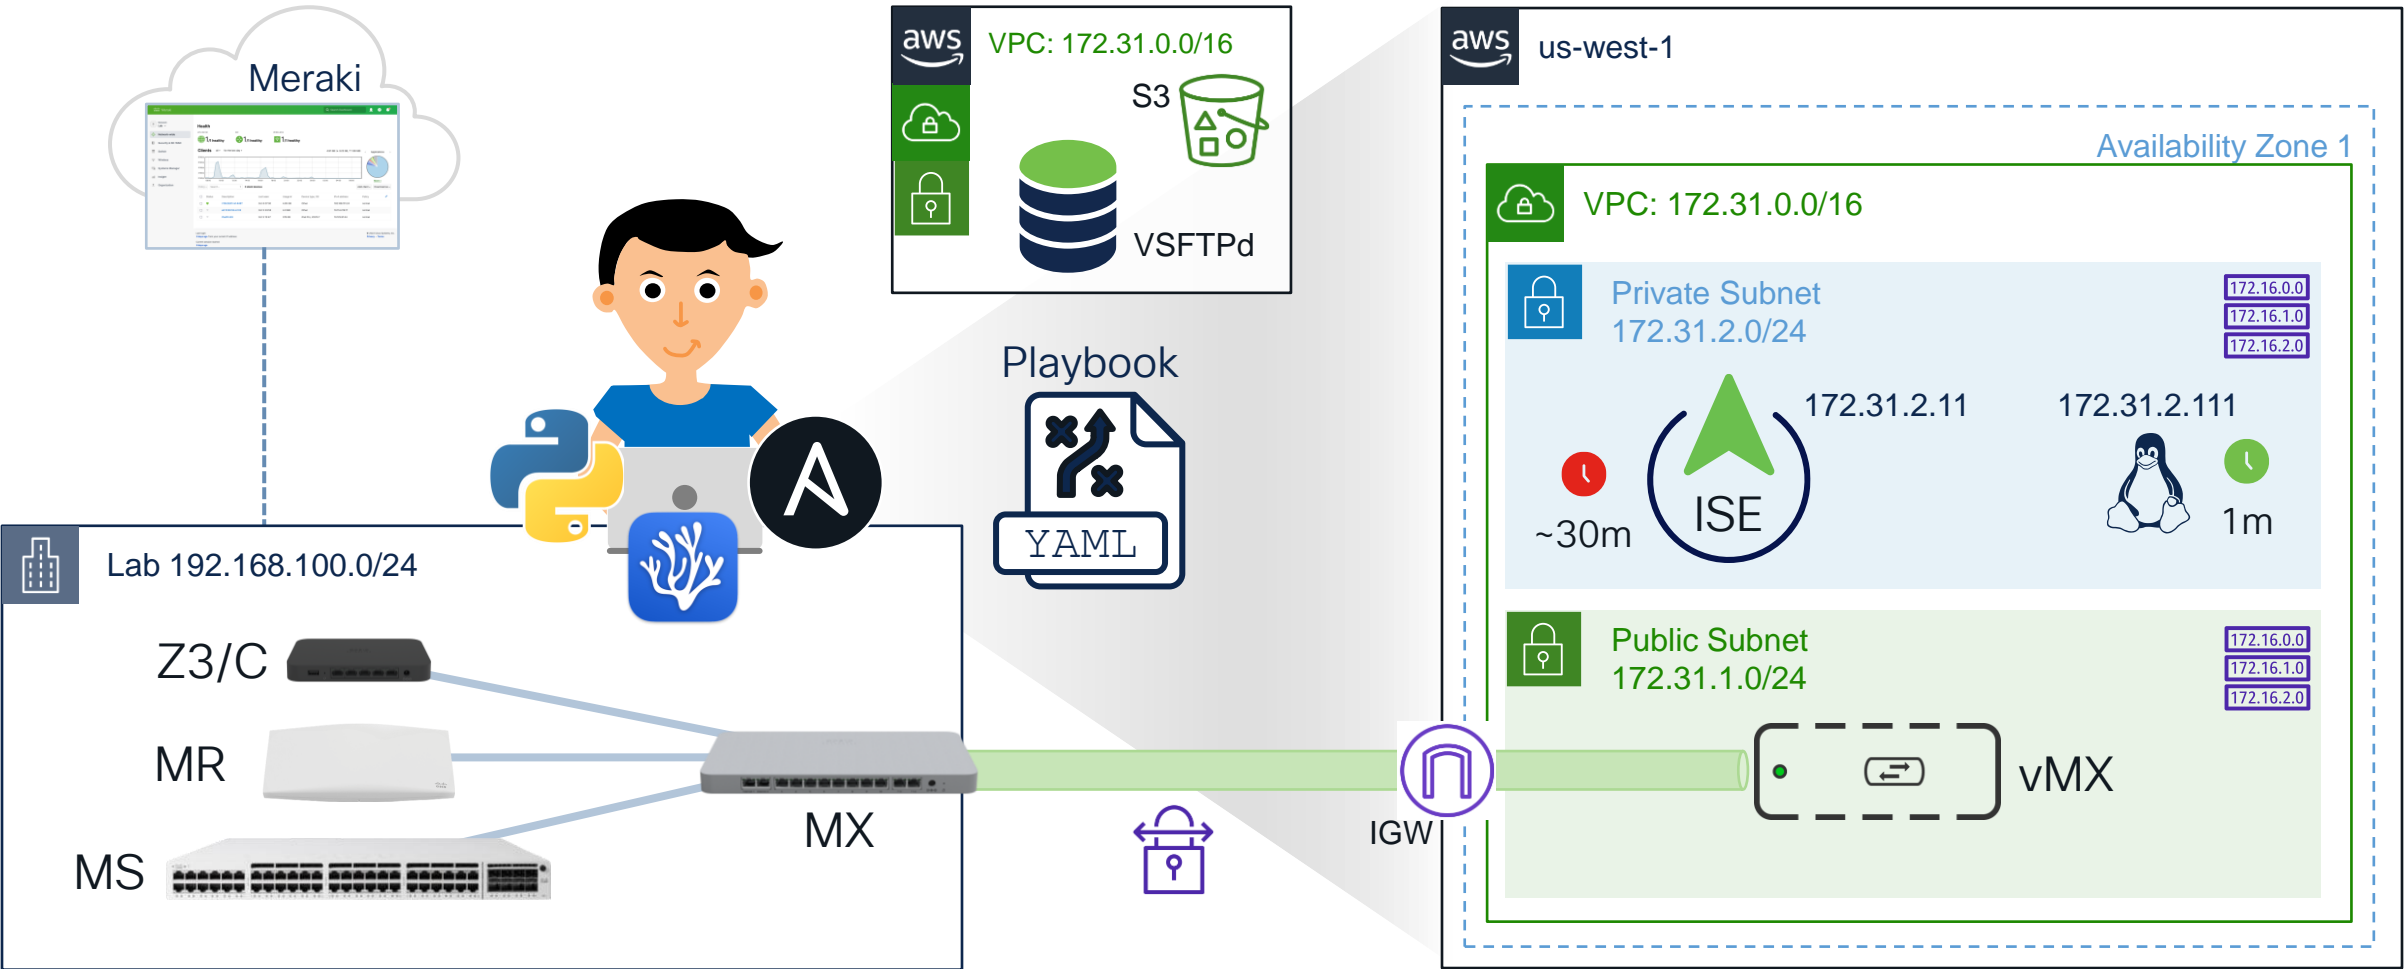 Meraki
Health
Clients
aws
VPC: 172.31.0.0/16
S3
VSFTPd
Playbook
YAML
Lab 192.168.100.0/24
Z3/C
MR
MS
MX
IGW
aws
us-west-1
Availability Zone 1
VPC: 172.31.0.0/16
Private Subnet
172.31.2.0/24
172.16.0.0
172.16.1.0
172.16.2.0
172.31.2.11
172.31.2.111
ISE
~30m
1m
Public Subnet
172.31.1.0/24
172.16.0.0
172.16.1.0
172.16.2.0
vMX